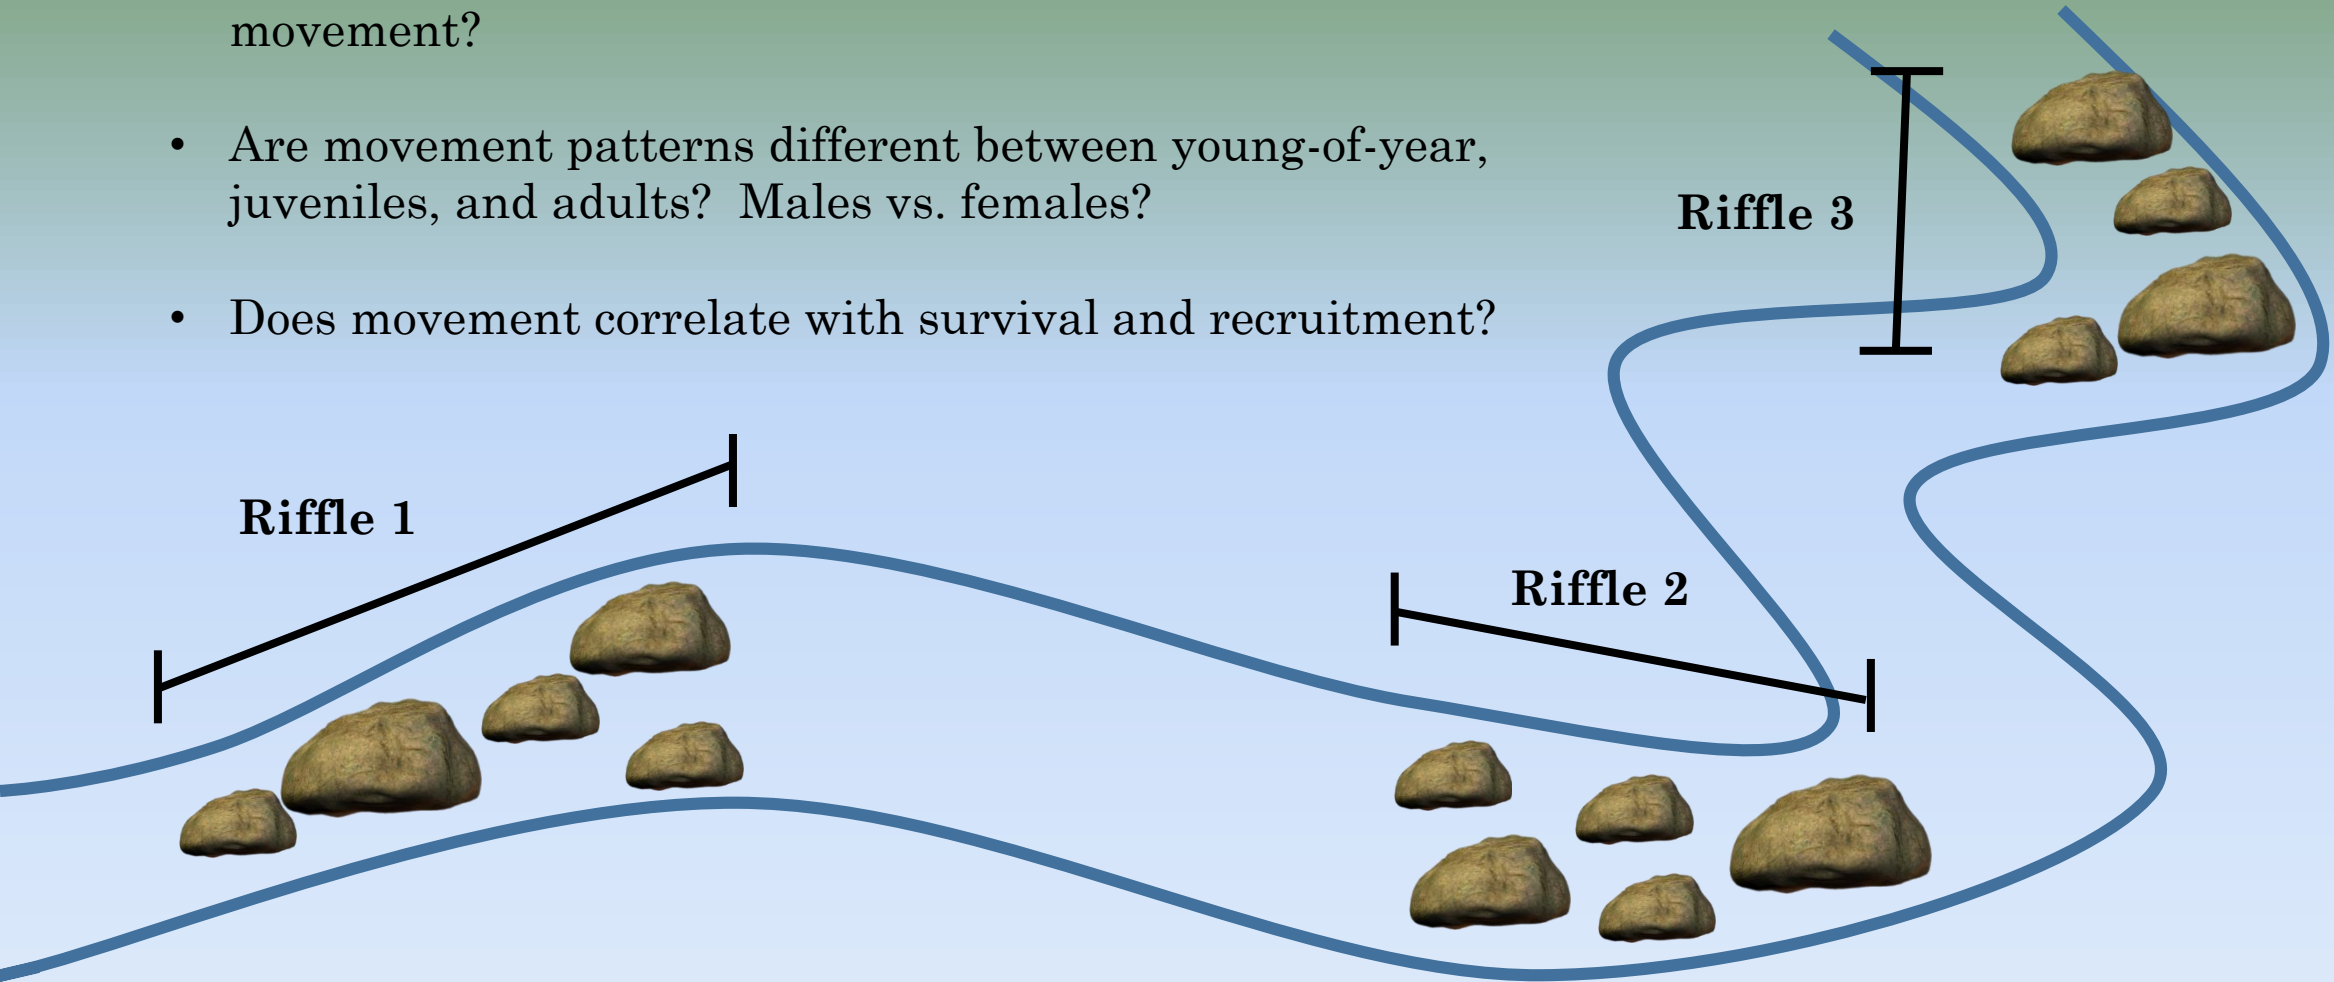 movement?
• Are movement patterns different between young-of-year,
juveniles, and adults?  Males vs. females?
• Does movement correlate with survival and recruitment?
Riffle 3
Riffle 1
Riffle 2